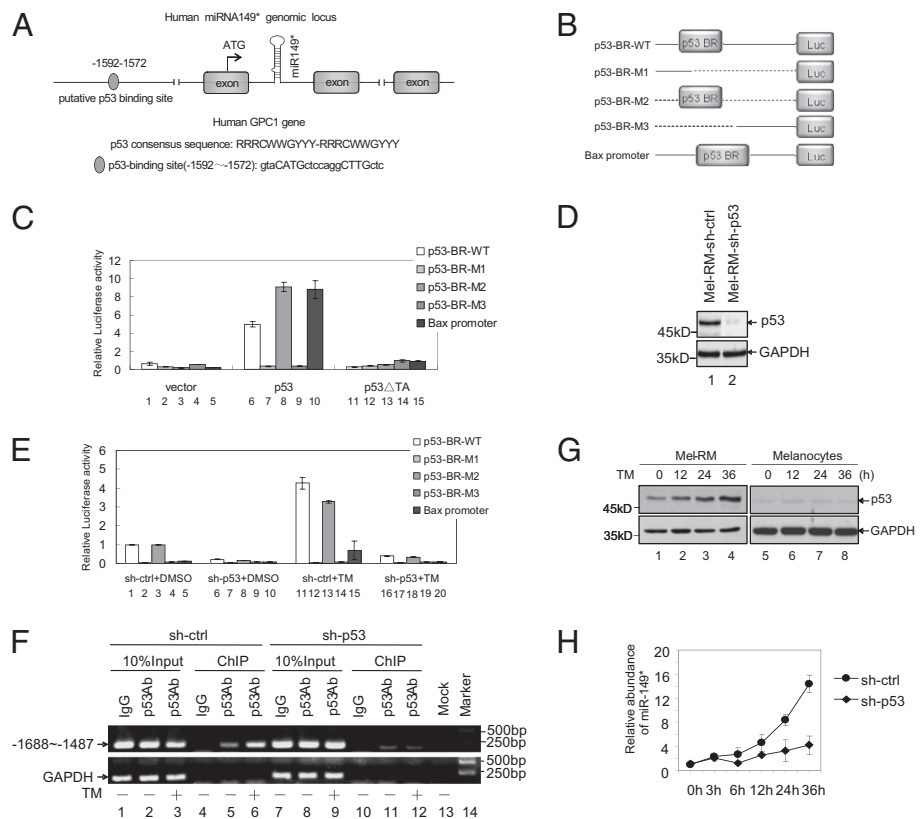 A
Human miRNA149* genomic locus
ATG
miR149*
-1592-1572
exon
exon
exon
putative p53 binding site
Human GPC1 gene
p53 consensus sequence: RRRCWWGYYY-RRRCWWGYYY
p53-binding site(-1592～-1572): gtaCATGctccaggCTTGctc
B
p53-BR-WT
p53 BR
Luc
p53-BR-M1
Luc
p53-BR-M2
p53 BR
Luc
p53-BR-M3
Luc
Bax promoter
p53 BR
Luc
C
Relative Luciferase activity
12
10
8
6
4
2
0
p53-BR-WT
p53-BR-M1
p53-BR-M2
p53-BR-M3
Bax promoter
vector
p53
p53△TA
1 2 3 4 5 6 7 8 9 10 11 12 13 14 15
D
Mel-RM-sh-ctrl
Mel-RM-sh-p53
p53
45kD
GAPDH
35kD
1 2
E
Relative Luciferase activity
6
5
4
3
2
1
0
p53-BR-WT
p53-BR-M1
p53-BR-M2
p53-BR-M3
Bax promoter
sh-ctrl+DMSO
sh-p53+DMSO
sh-ctrl+TM
sh-p53+TM
1 2 3 4 5 6 7 8 9 10 11 12 13 14 15 16 17 18 19 20
G
Mel-RM
Melanocytes
TM 0 12 24 36 0 12 24 36 (h)
p53
45kD
GAPDH
35kD
1 2 3 4 5 6 7 8
F
sh-ctrl
sh-p53
10%Input
ChIP
10%Input
ChIP
IgG
p53Ab
p53Ab
IgG
p53Ab
p53Ab
IgG
p53Ab
p53Ab
IgG
p53Ab
p53Ab
Mock
Marker
-1688~-1487
500bp
250bp
GAPDH
500bp
250bp
TM − − + − − + − − + − − + −
1 2 3 4 5 6 7 8 9 10 11 12 13 14
H
Relative abundance
of miR-149*
20
16
12
8
4
0
sh-ctrl
sh-p53
0h 3h 6h 12h 24h 36h